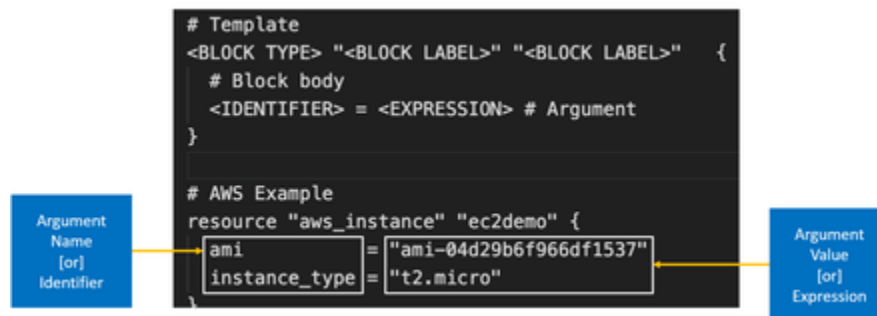 # Template
<BLOCK TYPE> "<BLOCK LABEL>" "<BLOCK LABEL>" {
# Block body
<IDENTIFIER> = <EXPRESSION> # Argument
}
# AWS Example
resource "aws_instance" "ec2demo" {
ami = "ami-04d29b6f966df1537"
instance_type = "t2.micro"
}
Argument
Name
[or]
Identifier
Argument
Value
[or]
Expression